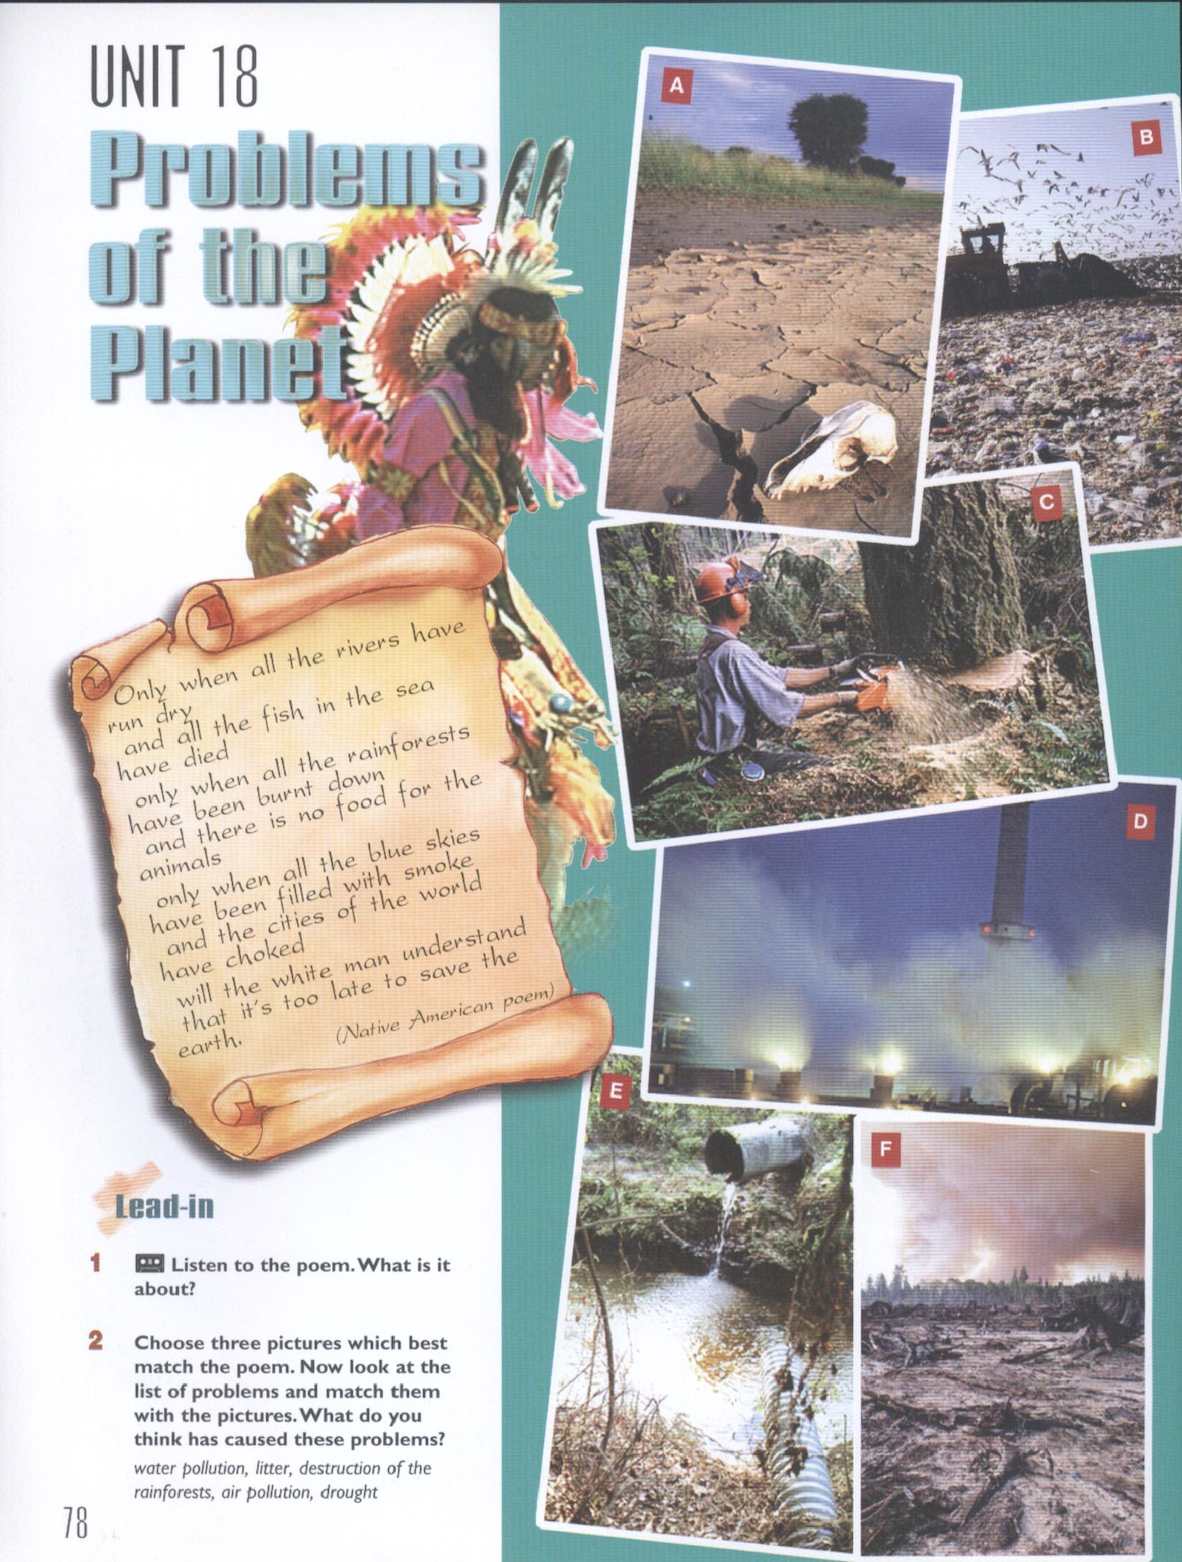 UNIT 18
Problems
of the
Planet
Only when all the rivers have
run dry
and all the fish in the sea
have died
only when all the rainforests
have been burnt down
and there is no food for the
animals
only when all the blue skies
have been filled with smoke
and the cities of the world
have choked
will the white man understand
that it's too late to save the
earth.
(Native American poem)
Lead-in
1 Listen to the poem. What is it
about?
2 Choose three pictures which best
match the poem. Now look at the
list of problems and match them
with the pictures. What do you
think has caused these problems?
water pollution, litter, destruction of the
rainforests, air pollution, drought
78
A
B
C
D
E
F